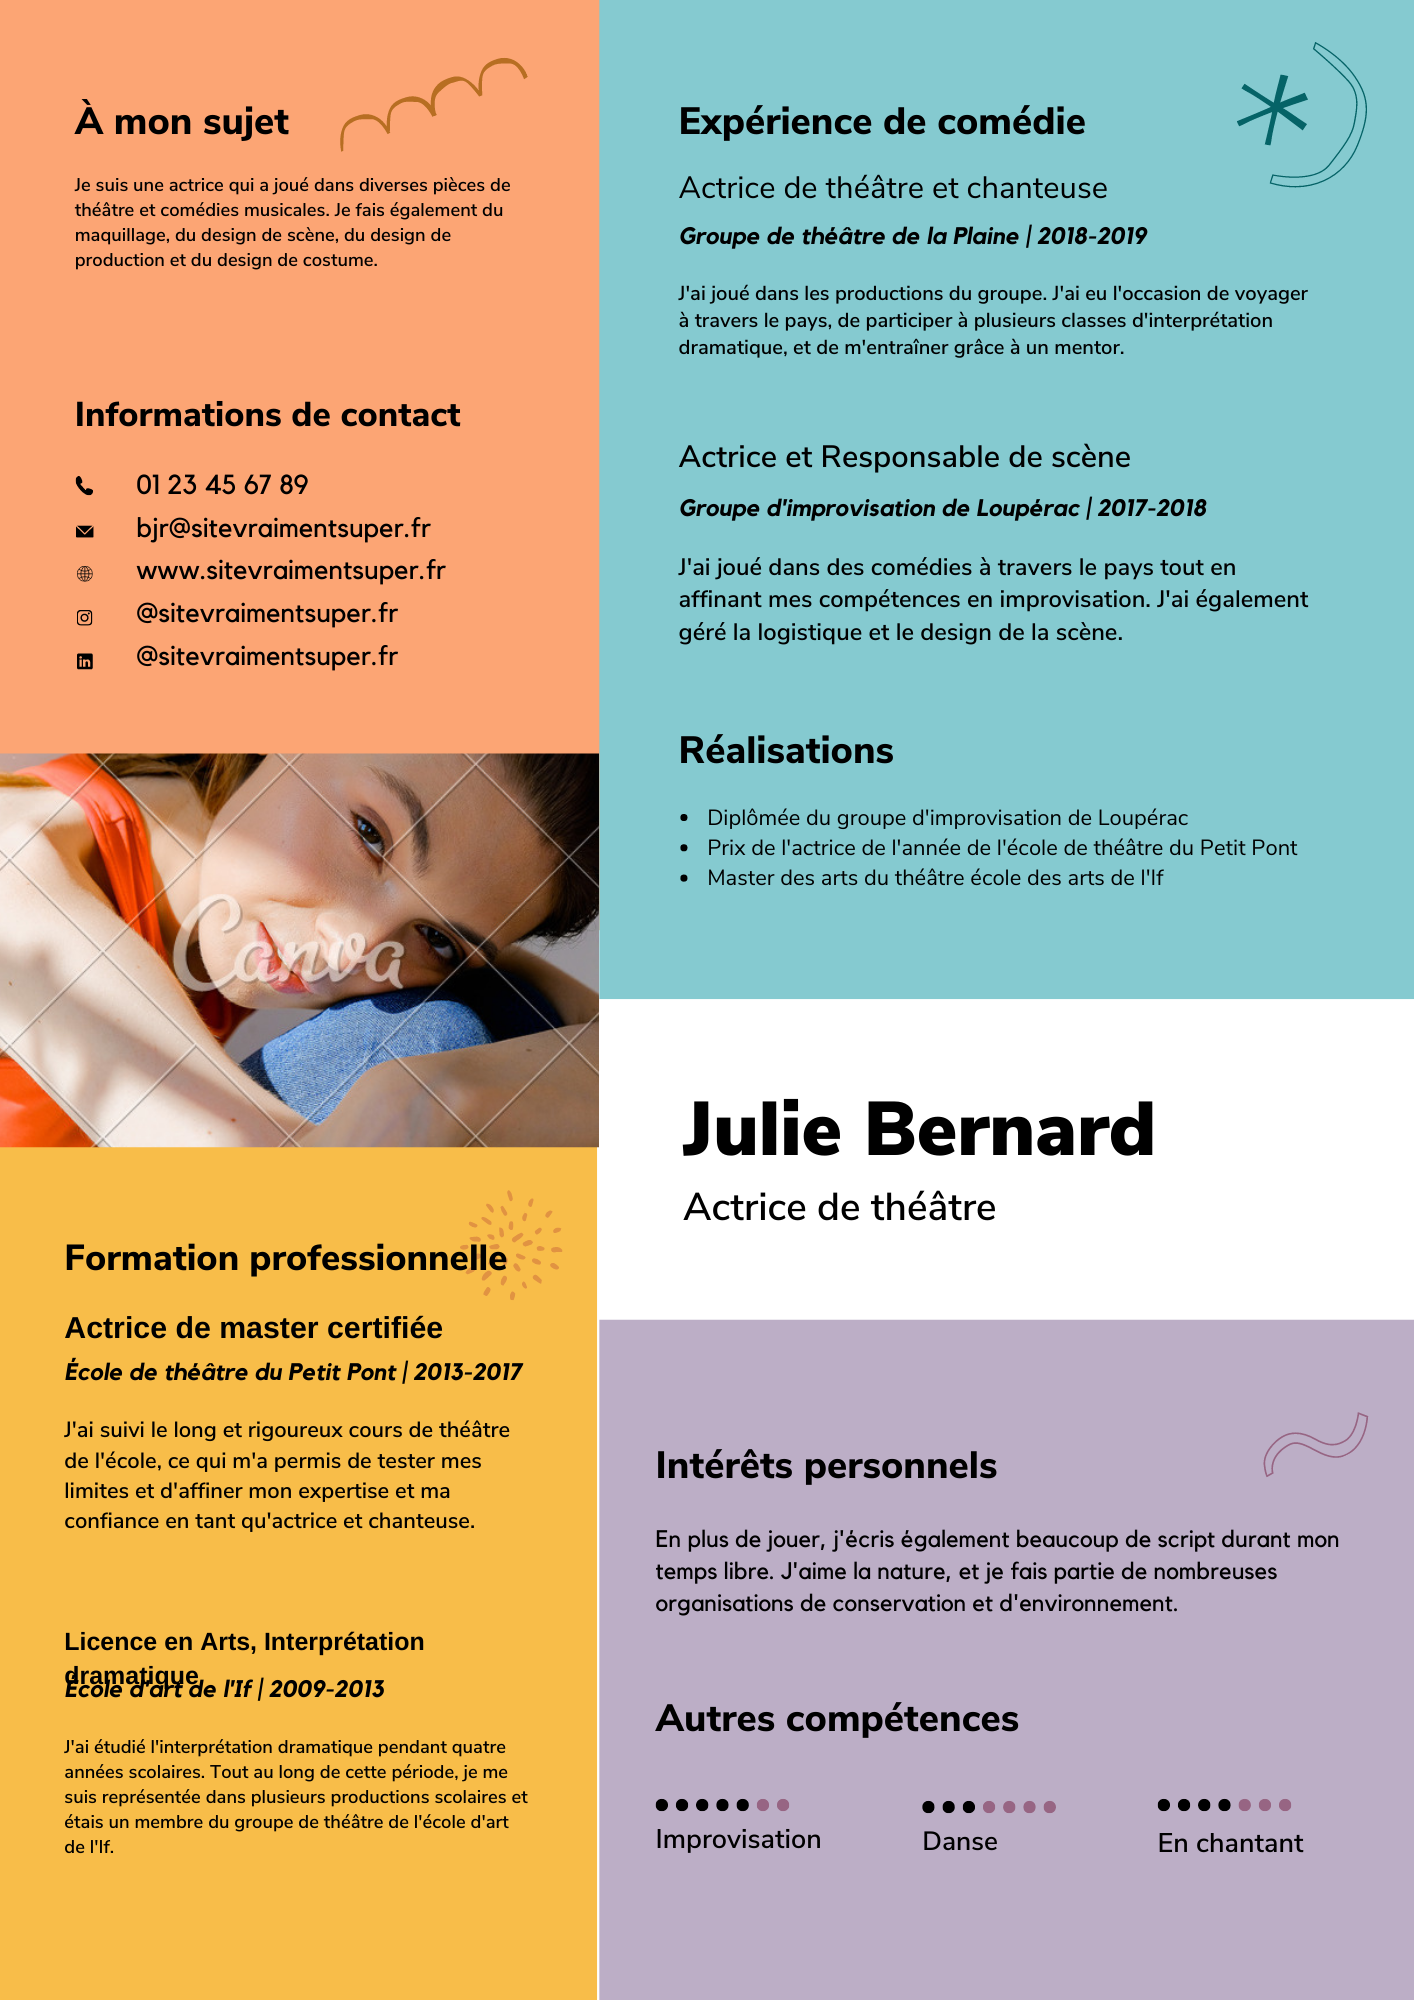 À mon sujet
Je suis une actrice qui a joué dans diverses pièces de
théâtre et comédies musicales. Je fais également du
maquillage, du design de scène, du design de
production et du design de costume.
Informations de contact
01 23 45 67 89
bjr@sitevraimentsuper.fr
www.sitevraimentsuper.fr
@sitevraimentsuper.fr
in
@sitevraimentsuper.fr
Canva
Formation professionnelle
Actrice de master certifiée
École de théâtre du Petit Pont | 2013-2017
J'ai suivi le long et rigoureux cours de théâtre
de l'école, ce qui m'a permis de tester mes
limites et d'affiner mon expertise et ma
confiance en tant qu'actrice et chanteuse.
Licence en Arts, Interprétation
dramatique
École d'art de l'If | 2009-2013
J'ai étudié l'interprétation dramatique pendant quatre
années scolaires. Tout au long de cette période, je me
suis représentée dans plusieurs productions scolaires et
étais un membre du groupe de théâtre de l'école d'art
de l'If.
Expérience de comédie
Actrice de théâtre et chanteuse
Groupe de théâtre de la Plaine | 2018-2019
J'ai joué dans les productions du groupe. J'ai eu l'occasion de voyager
à travers le pays, de participer à plusieurs classes d'interprétation
dramatique, et de m'entraîner grâce à un mentor.
Actrice et Responsable de scène
Groupe d'improvisation de Loupérac | 2017-2018
J'ai joué dans des comédies à travers le pays tout en
affinant mes compétences en improvisation. J'ai également
géré la logistique et le design de la scène.
Réalisations
• Diplômée du groupe d'improvisation de Loupérac
• Prix de l'actrice de l'année de l'école de théâtre du Petit Pont
• Master des arts du théâtre école des arts de l'If
Julie Bernard
Actrice de théâtre
Intérêts personnels
En plus de jouer, j'écris également beaucoup de script durant mon
temps libre. J'aime la nature, et je fais partie de nombreuses
organisations de conservation et d'environnement.
Autres compétences
Improvisation
Danse
En chantant